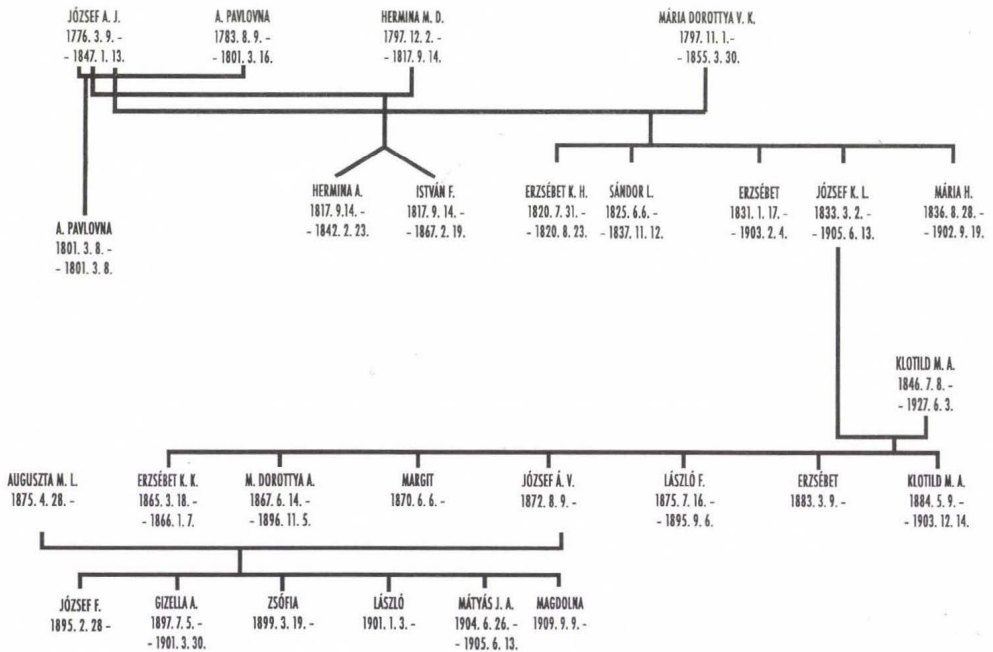 JÓZSEF A. J.
1776. 3. 9. -
- 1847. 1. 13.
A. PAVLOVNA
1783. 8. 9. -
- 1801. 3. 16.
HERMINA M. D.
1797. 12. 2. -
- 1817. 9. 14.
MÁRIA DOROTTYA V. K.
1797. 11. 1.-
- 1855. 3. 30.
A. PAVLOVNA
1801. 3. 8. -
- 1801. 3. 8.
HERMINA A.
1817. 9.14. -
- 1842. 2. 23.
ISTVÁN F.
1817. 9. 14. -
- 1867. 2. 19.
ERZSÉBET K. H.
1820. 7. 31. -
- 1820. 8. 23.
SÁNDOR L.
1825. 6.6. -
- 1837. 11. 12.
ERZSÉBET
1831. 1. 17. -
- 1903. 2. 4.
JÓZSEF K. L.
1833. 3. 2. -
- 1905. 6. 13.
MÁRIA H.
1836. 8. 28. -
- 1902. 9. 19.
KLOTILD M. A.
1846. 7. 8. -
- 1927. 6. 3.
AUGUSZTA M. L.
1875. 4. 28. -
ERZSÉBET K. K.
1865. 3. 18. -
- 1866. 1. 7.
M. DOROTTYA A.
1867. 6. 14. -
- 1896. 11. 5.
MARGIT
1870. 6. 6. -
JÓZSEF Á. V.
1872. 8. 9. -
LÁSZLÓ F.
1875. 7. 16. -
- 1895. 9. 6.
ERZSÉBET
1883. 3. 9. -
KLOTILD M. A.
1884. 5. 9. -
- 1903. 12. 14.
JÓZSEF F.
1895. 2. 28 -
GIZELLA A.
1897. 7. 5. -
- 1901. 3. 30.
ZSÓFIA
1899. 3. 19. -
LÁSZLÓ
1901. 1. 3. -
MÁTYÁS J. A.
1904. 6. 26. -
- 1905. 6. 13.
MAGDOLNA
1909. 9. 9. -